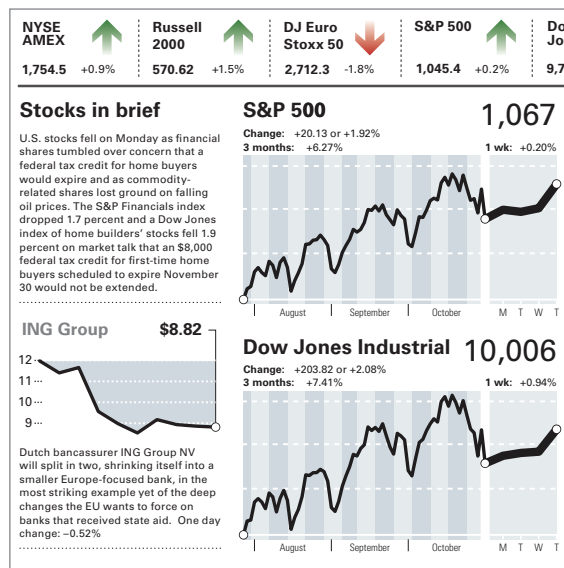 NYSE
AMEX
1,754.5 +0.9%
Russell
2000
570.62 +1.5%
DJ Euro
Stoxx 50
2,712.3 -1.8%
S&P 500
1,045.4 +0.2%
Do
Jo
9,7
Stocks in brief
U.S. stocks fell on Monday as financial
shares tumbled over concern that a
federal tax credit for home buyers
would expire and as commodity-
related shares lost ground on falling
oil prices. The S&P Financials index
dropped 1.7 percent and a Dow Jones
index of home builders’ stocks fell 1.9
percent on market talk that an $8,000
federal tax credit for first-time home
buyers scheduled to expire November
30 would not be extended.
ING Group $8.82
12
11
10
9
Dutch bancassurer ING Group NV
will split in two, shrinking itself into a
smaller Europe-focused bank, in the
most striking example yet of the deep
changes the EU wants to force on
banks that received state aid. One day
change: –0.52%
S&P 500 1,067
Change: +20.13 or +1.92%
3 months: +6.27% 1 wk: +0.20%
August September October M T W T
Dow Jones Industrial 10,006
Change: +203.82 or +2.08%
3 months: +7.41% 1 wk: +0.94%
August September October M T W T